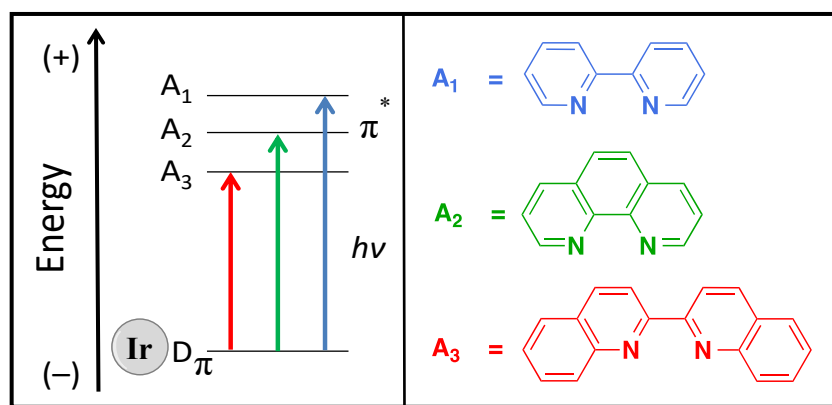 (+)
Energy
(–)
A1
A2
A3
π*
hν
Ir
Dπ
A1 =
N N
A2 =
N N
A3 =
N N